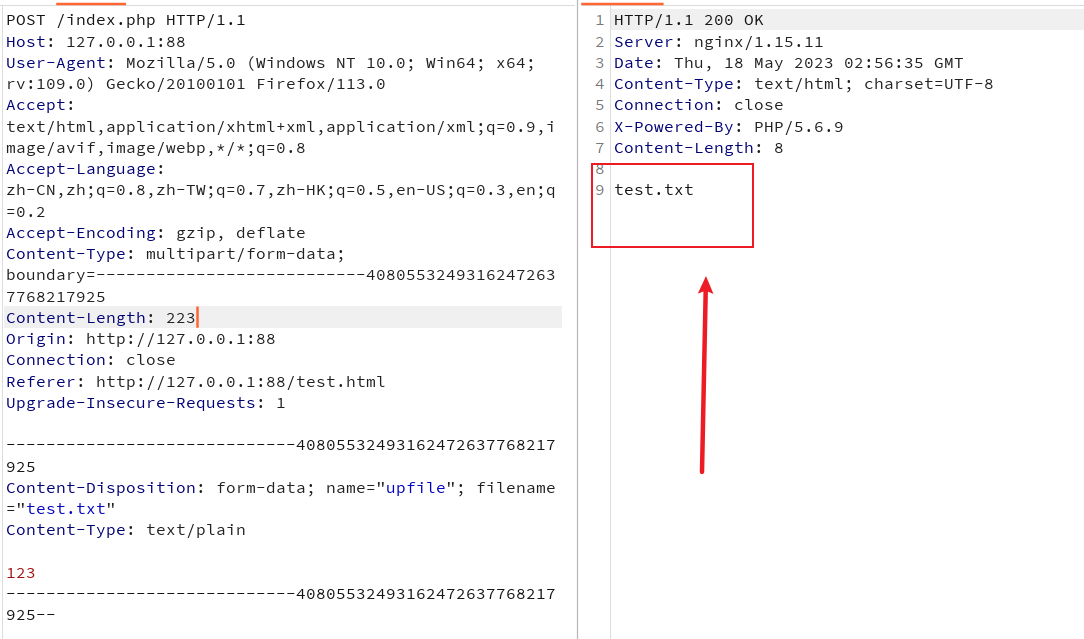 POST /index.php HTTP/1.1
Host: 127.0.0.1:88
User-Agent: Mozilla/5.0 (Windows NT 10.0; Win64; x64;
rv:109.0) Gecko/20100101 Firefox/113.0
Accept:
text/html,application/xhtml+xml,application/xml;q=0.9,i
mage/avif,image/webp,*/*;q=0.8
Accept-Language:
zh-CN,zh;q=0.8,zh-TW;q=0.7,zh-HK;q=0.5,en-US;q=0.3,en;q
=0.2
Accept-Encoding: gzip, deflate
Content-Type: multipart/form-data;
boundary=---------------------------4080553249316247263
7768217925
Content-Length: 223
Origin: http://127.0.0.1:88
Connection: close
Referer: http://127.0.0.1:88/test.html
Upgrade-Insecure-Requests: 1
-----------------------------40805532493162472637768217
925
Content-Disposition: form-data; name="upfile"; filename
="test.txt"
Content-Type: text/plain
123
-----------------------------40805532493162472637768217
925--
1 HTTP/1.1 200 OK
2 Server: nginx/1.15.11
3 Date: Thu, 18 May 2023 02:56:35 GMT
4 Content-Type: text/html; charset=UTF-8
5 Connection: close
6 X-Powered-By: PHP/5.6.9
7 Content-Length: 8
8
9 test.txt